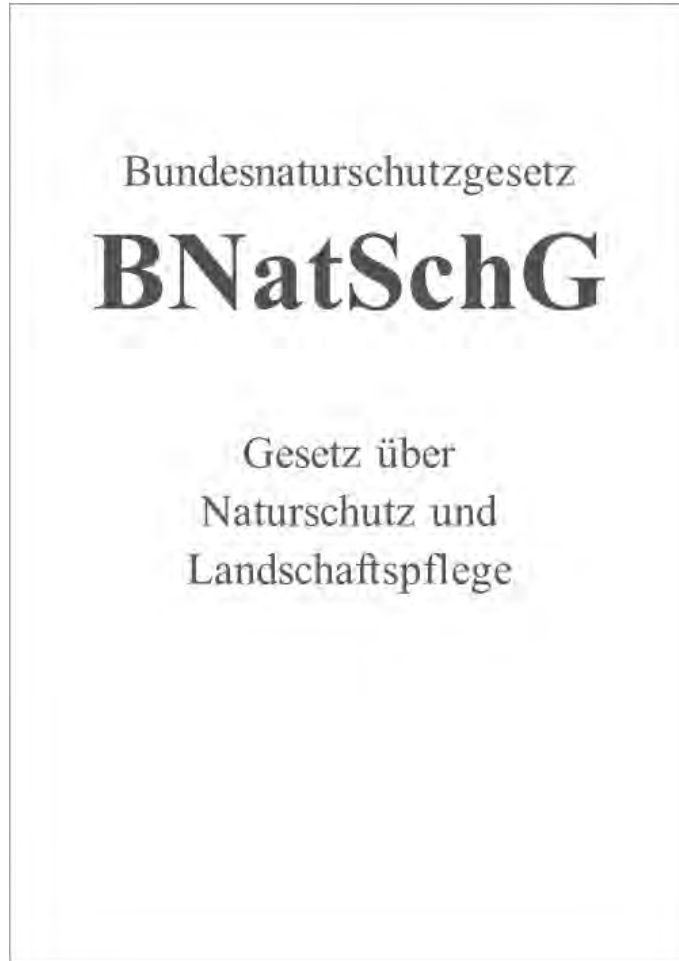 Bundesnaturschutzgesetz
BNatSchG
Gesetz über
Naturschutz und
Landschaftspflege